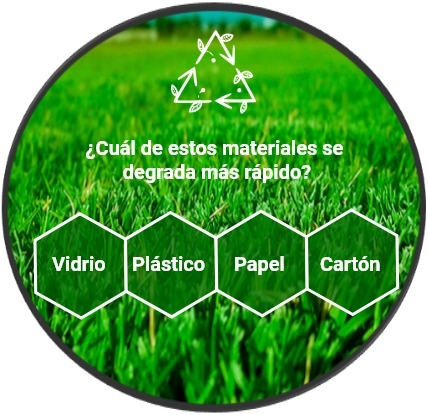 ¿Cuál de estos materiales se
degrada más rápido?
Vidrio Plástico Papel Cartón